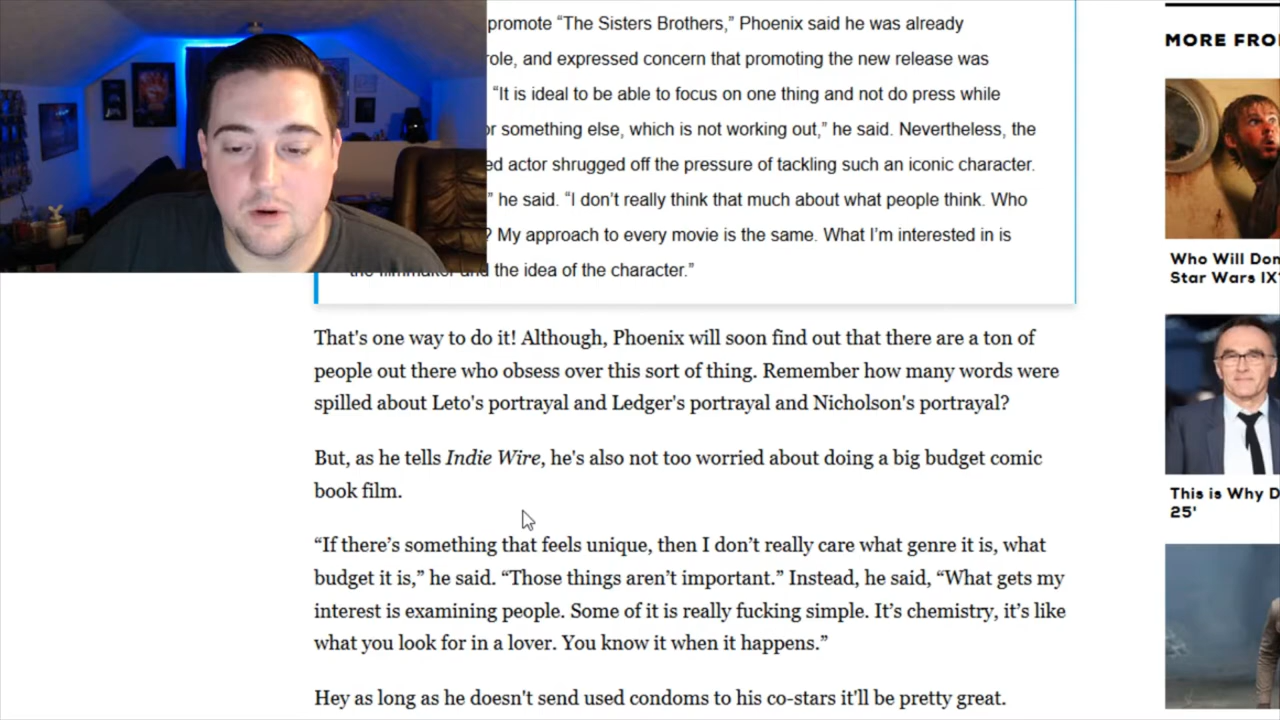 promote “The Sisters Brothers,” Phoenix said he was already
role, and expressed concern that promoting the new release was
“It is ideal to be able to focus on one thing and not do press while
or something else, which is not working out,” he said. Nevertheless, the
ed actor shrugged off the pressure of tackling such an iconic character.
” he said. “I don’t really think that much about what people think. Who
? My approach to every movie is the same. What I’m interested in is
the filmmaker and the idea of the character.”
That's one way to do it! Although, Phoenix will soon find out that there are a ton of
people out there who obsess over this sort of thing. Remember how many words were
spilled about Leto's portrayal and Ledger's portrayal and Nicholson's portrayal?
But, as he tells Indie Wire, he's also not too worried about doing a big budget comic
book film.
“If there’s something that feels unique, then I don’t really care what genre it is, what
budget it is,” he said. “Those things aren’t important.” Instead, he said, “What gets my
interest is examining people. Some of it is really fucking simple. It’s chemistry, it’s like
what you look for in a lover. You know it when it happens.”
Hey as long as he doesn't send used condoms to his co-stars it'll be pretty great.
MORE FRO
Who Will Dom
Star Wars IX'
This is Why D
25'